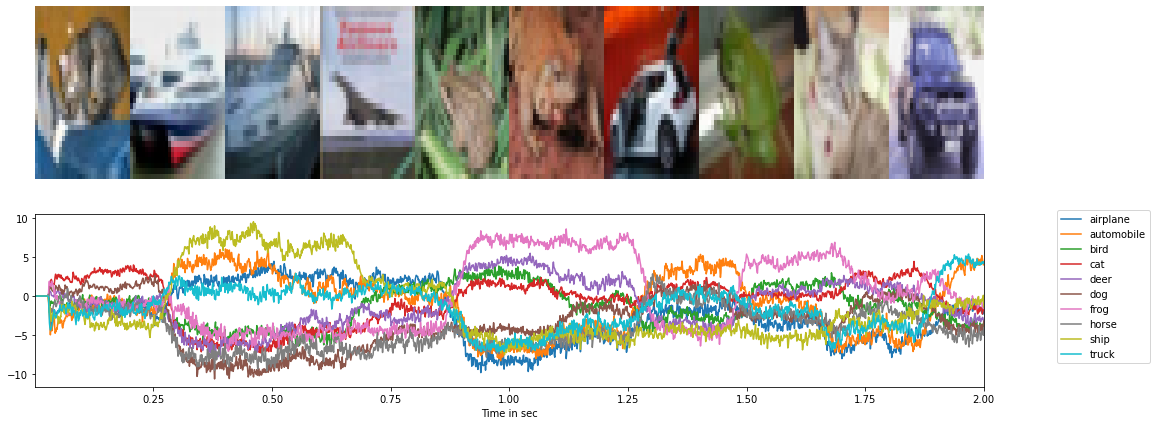 10
5
0
−5
−10
0.25
0.50
0.75
1.00
1.25
1.50
1.75
2.00
Time in sec
airplane
automobile
bird
cat
deer
dog
frog
horse
ship
truck